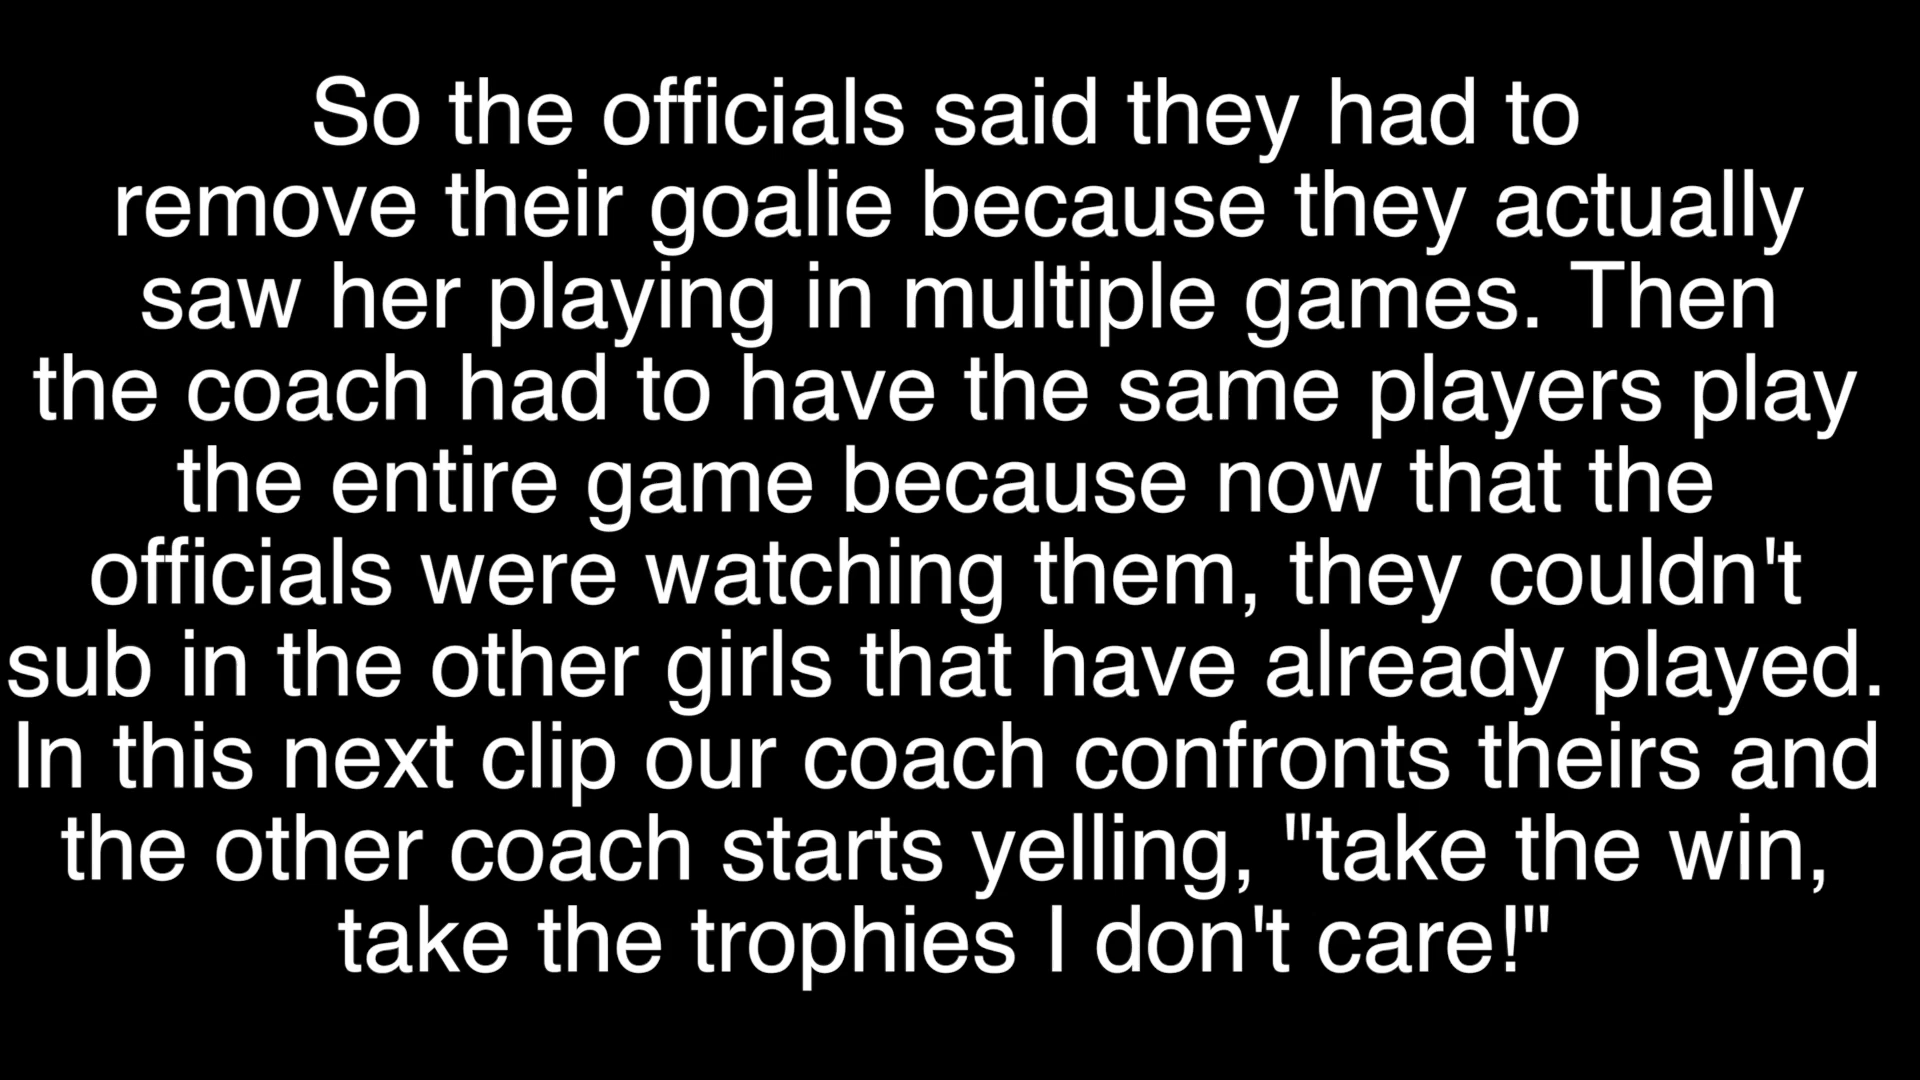 So the officials said they had to
remove their goalie because they actually
saw her playing in multiple games. Then
the coach had to have the same players play
the entire game because now that the
officials were watching them, they couldn't
sub in the other girls that have already played.
In this next clip our coach confronts theirs and
the other coach starts yelling, "take the win,
take the trophies I don't care!"